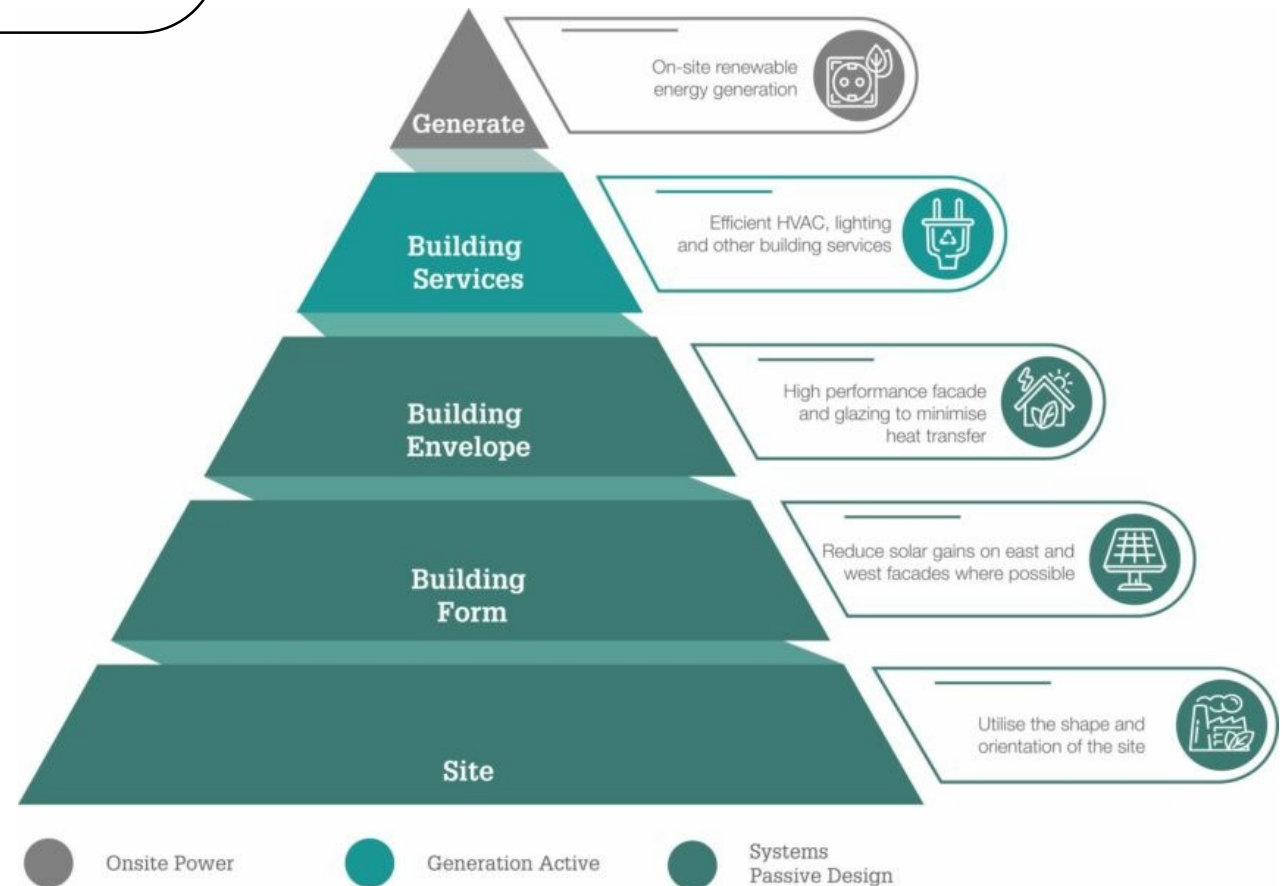 Generate
On-site renewable
energy generation
Building
Services
Efficient HVAC, lighting
and other building services
Building
Envelope
High performance facade
and glazing to minimise
heat transfer
Building
Form
Reduce solar gains on east and
west facades where possible
Site
Utilise the shape and
orientation of the site
Onsite Power
Generation Active
Systems
Passive Design